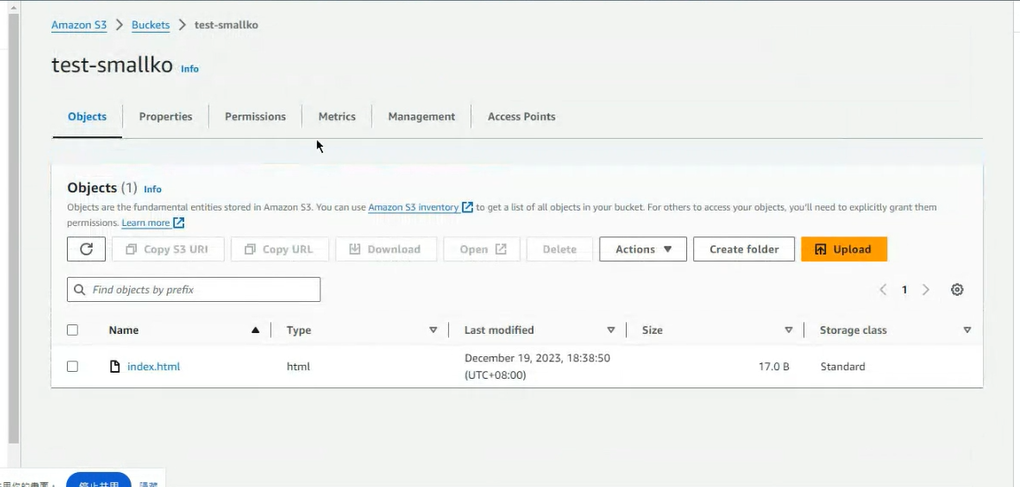 Amazon S3 > Buckets > test-smallko
test-smallko Info
Objects Properties Permissions Metrics Management Access Points
Objects (1) Info
Objects are the fundamental entities stored in Amazon S3. You can use Amazon S3 inventory to get a list of all objects in your bucket. For others to access your objects, you'll need to explicitly grant them
permissions. Learn more
Copy S3 URI Copy URL Download Open Delete Actions Create folder Upload
Find objects by prefix 1
Name Type Last modified Size Storage class
index.html html December 19, 2023, 18:38:50
(UTC+08:00) 17.0 B Standard
停止共用